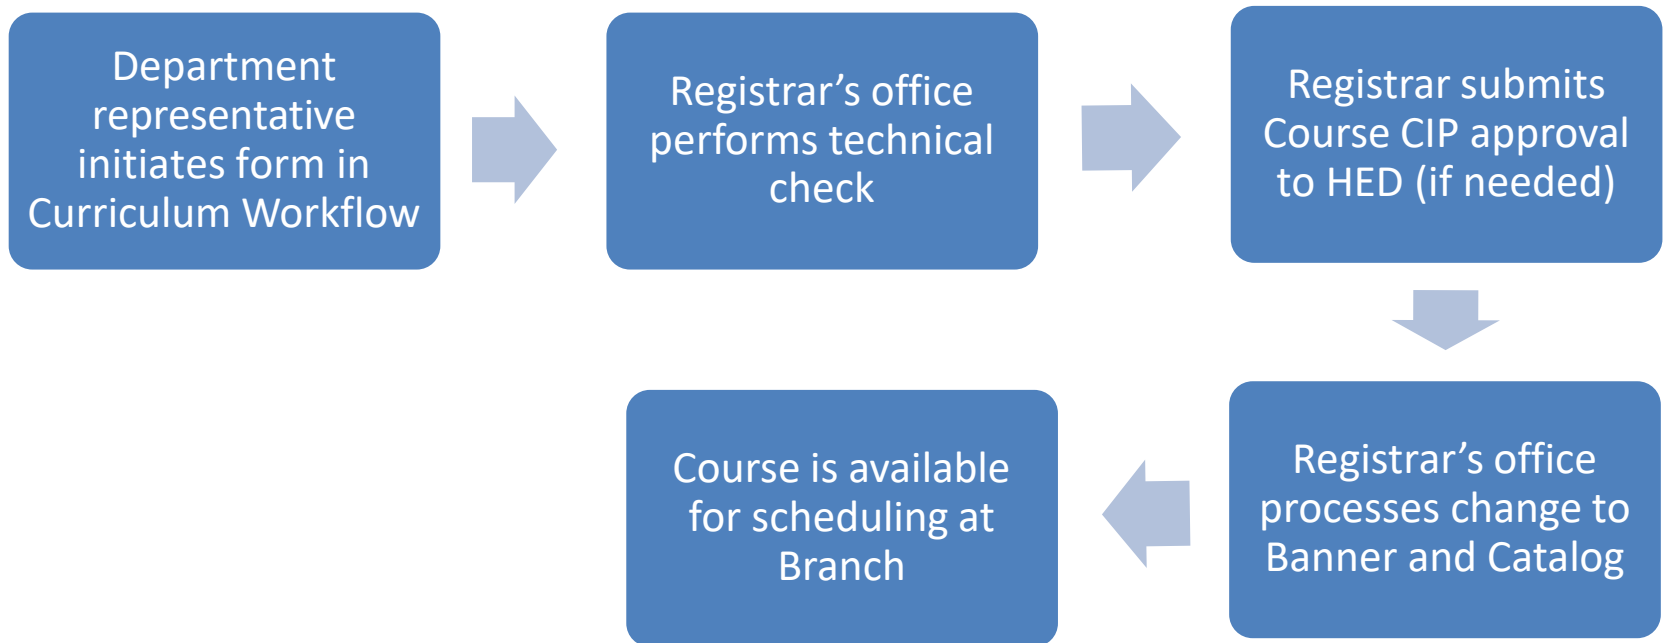 Department
representative
initiates form in
Curriculum Workflow
Registrar’s office
performs technical
check
Registrar submits
Course CIP approval
to HED (if needed)
Registrar’s office
processes change to
Banner and Catalog
Course is available
for scheduling at
Branch